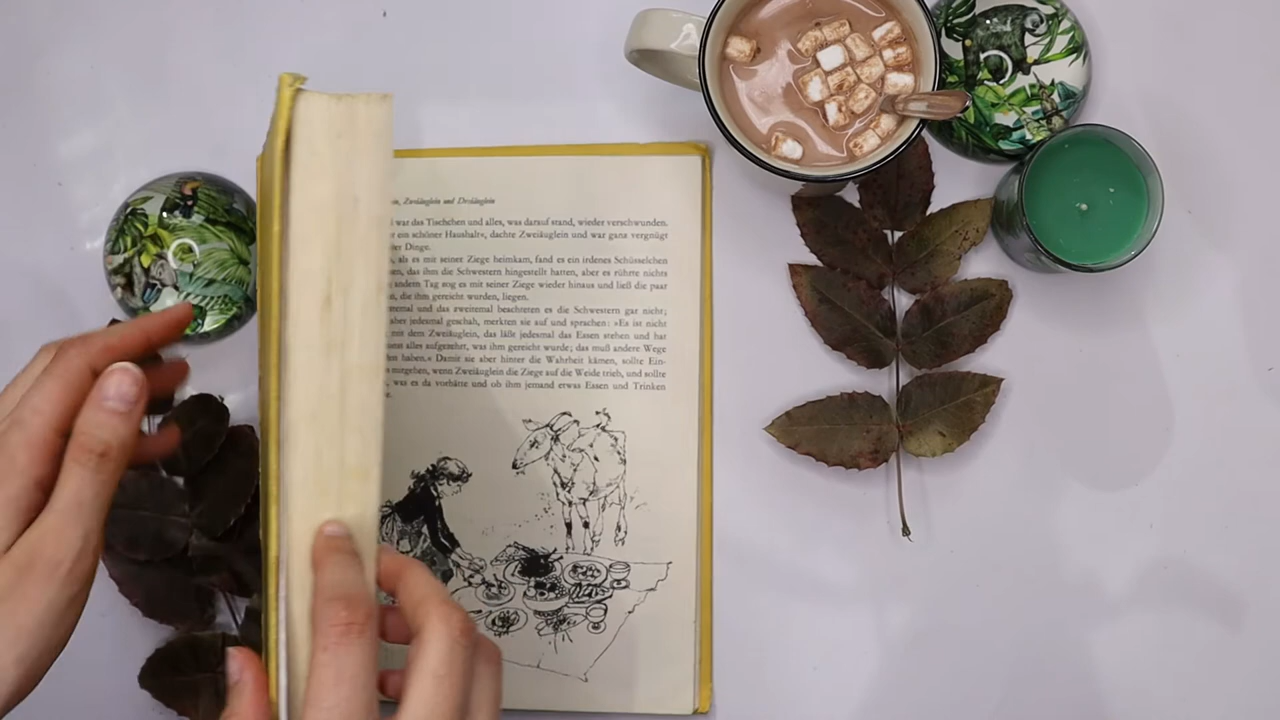 in, Zweiäuglein und Dreiäuglein
war das Tischchen und alles, was darauf stand, wieder verschwunden.
ein schöner Haushalt«, dachte Zweiäuglein und war ganz vergnügt
Dinge.
als es mit seiner Ziege heimkam, fand es ein irdenes Schüsselchen
das ihm die Schwestern hingestellt hatten, aber es rührte nichts
andern Tag zog es mit seiner Ziege wieder hinaus und ließ die paar
die ihm gereicht wurden, liegen.
und das zweitemal beachteten es die Schwestern gar nicht;
aber jedesmal geschah, merkten sie auf und sprachen: »Es ist nicht
mit dem Zweiäuglein, das läßt jedesmal das Essen stehen und hat
alles aufgezehrt, was ihm gereicht wurde; das muß andere Wege
haben.« Damit sie aber hinter die Wahrheit kämen, sollte Ein-
mitgehen, wenn Zweiäuglein die Ziege auf die Weide trieb, und sollte
was es da vorhätte und ob ihm jemand etwas Essen und Trinken